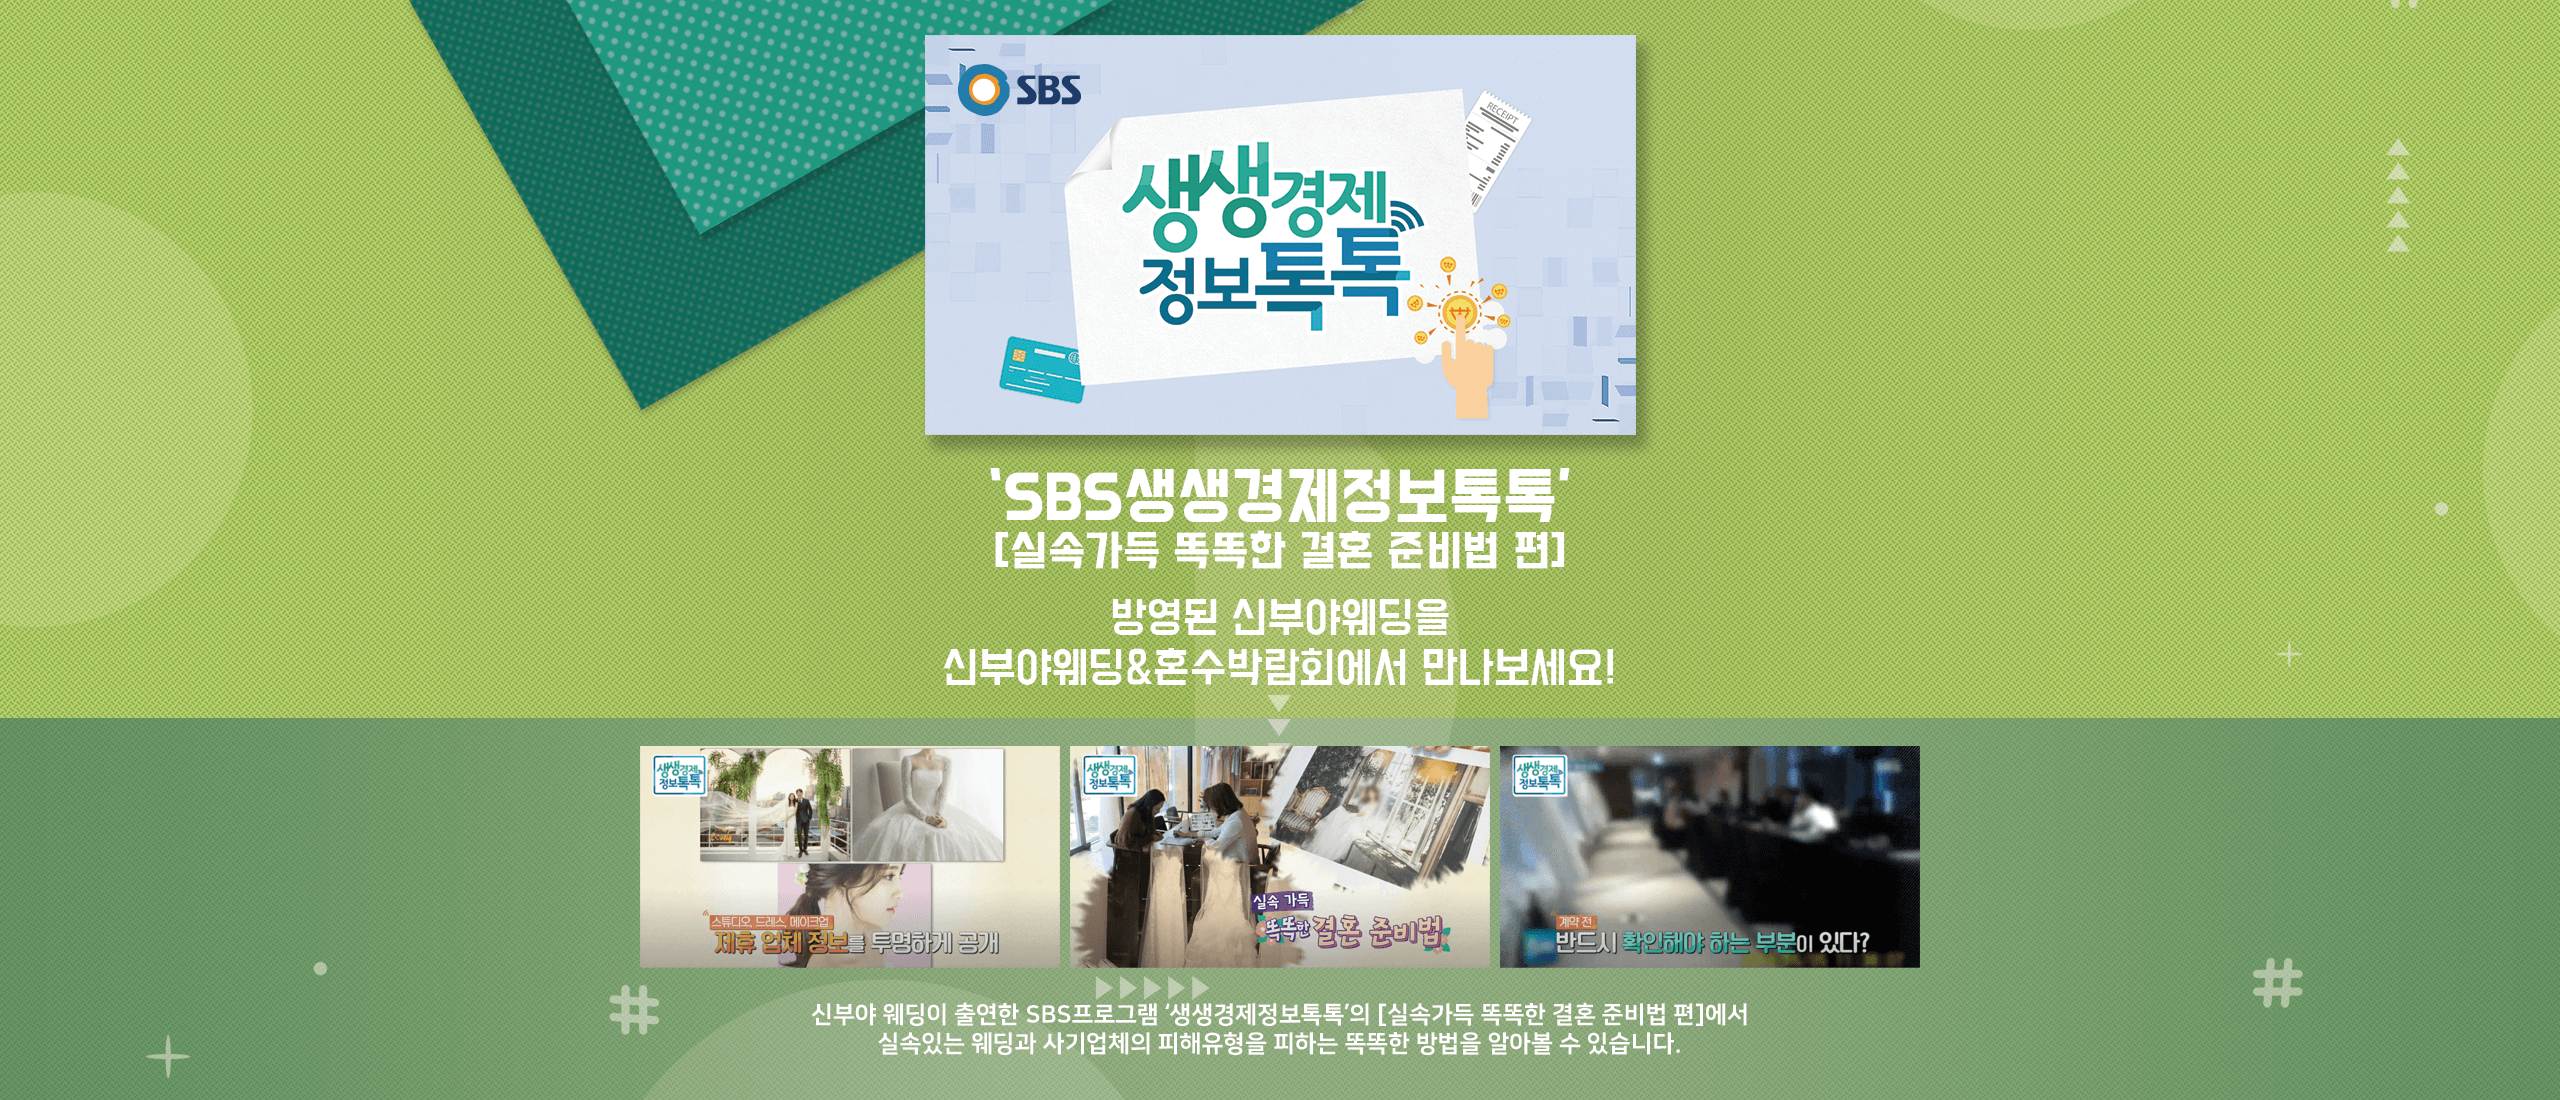 SBS
RECEIPT
생생경제
정보톡톡
‘SBS생생경제정보톡톡’
[실속가득 똑똑한 결혼 준비법 편]
방영된 신부야웨딩을
신부야웨딩&혼수박람회에서 만나보세요!
생생경제
정보톡톡
스튜디오, 드레스, 메이크업
제휴 업체 정보를 투명하게 공개
생생경제
정보톡톡
실속 가득
똑똑한 결혼 준비법
생생경제
정보톡톡
계약 전
반드시 확인해야 하는 부분이 있다?
신부야 웨딩이 출연한 SBS프로그램 ‘생생경제정보톡톡’의 [실속가득 똑똑한 결혼 준비법 편]에서
실속있는 웨딩과 사기업체의 피해유형을 피하는 똑똑한 방법을 알아볼 수 있습니다.